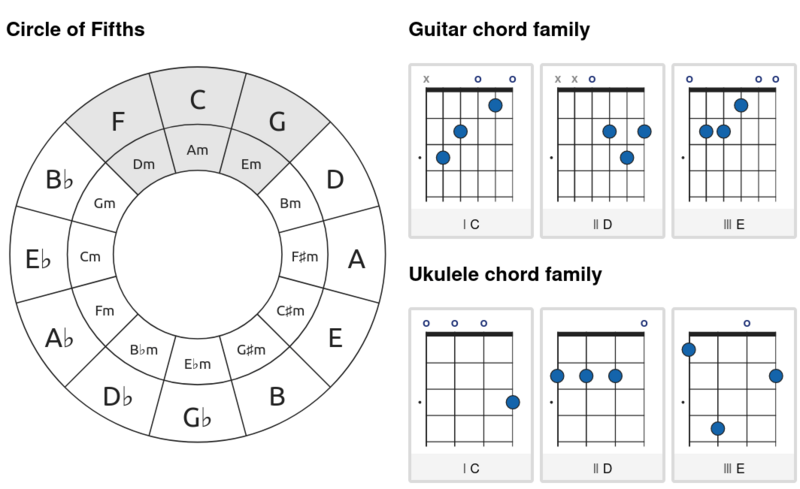 Circle of Fifths
F
C
G
D
A
E
B
G♭
D♭
A♭
E♭
B♭
Dm
Am
Em
Bm
F♯m
C♯m
G♯m
E♭m
B♭m
Fm
Cm
Gm
Guitar chord family
x o o
I C
x x o
II D
o o o
III E
Ukulele chord family
o o o
I C
o
II D
o
III E